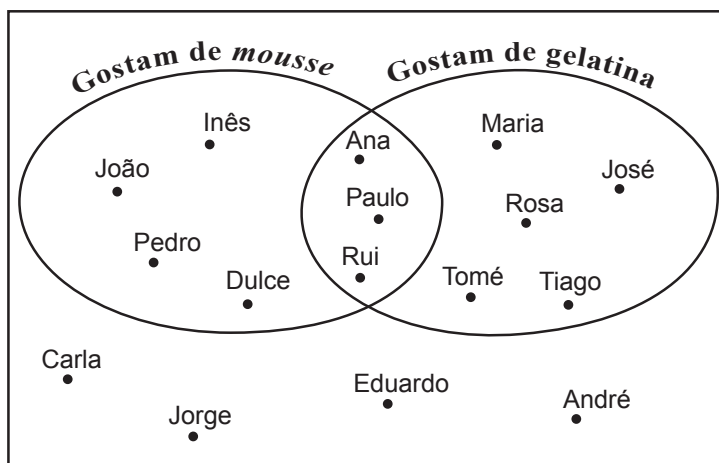 Gostam de mousse
Gostam de gelatina
Inês
Ana
Maria
João
José
Paulo
Rosa
Pedro
Rui
Dulce
Tomé
Tiago
Carla
Eduardo
Jorge
André